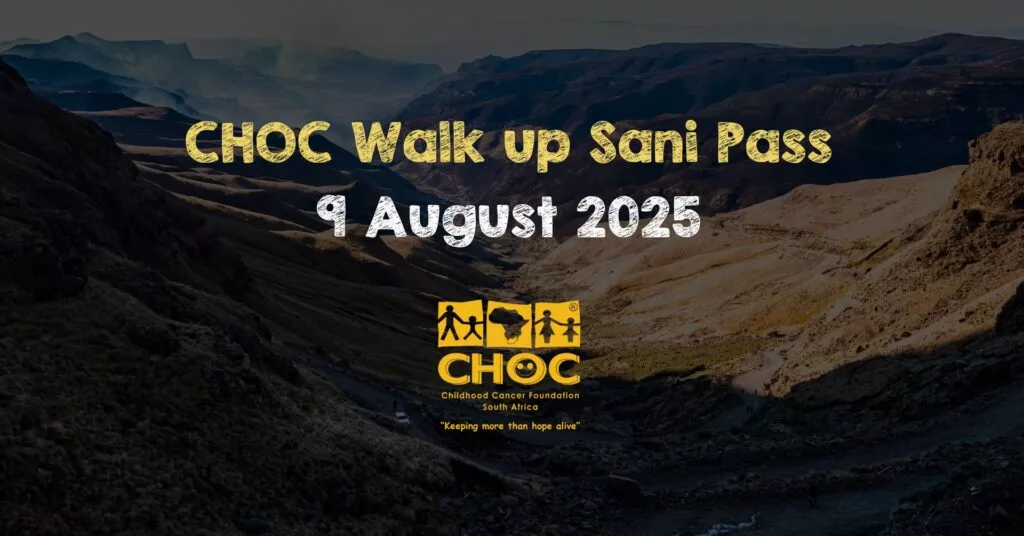 CHOC Walk up Sani Pass
9 August 2025
®
CHOC
Childhood Cancer Foundation
South Africa
"Keeping more than hope alive"